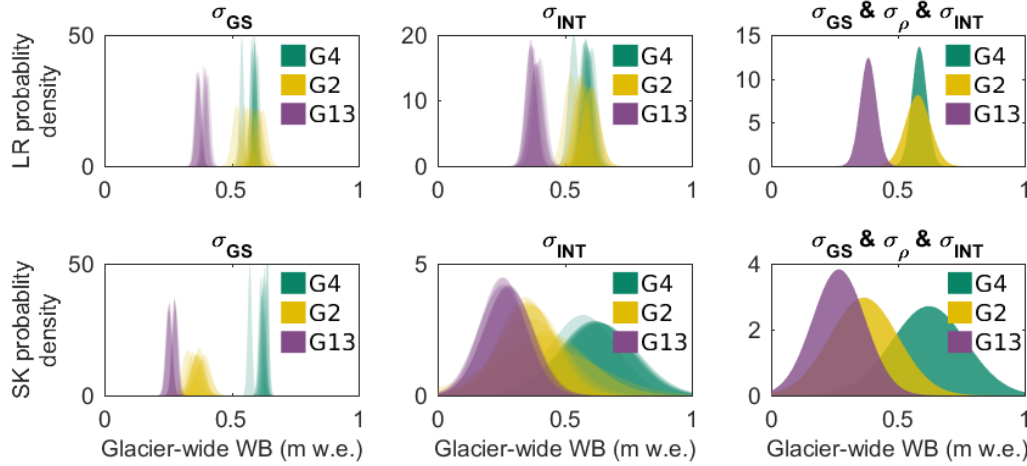 σGS
σINT
σGS & σρ & σINT
LR probablity
density
50
0
0
0.5
1
G4
G2
G13
20
10
0
0
0.5
1
G4
G2
G13
15
10
5
0
0
0.5
1
G4
G2
G13
σGS
σINT
σGS & σρ & σINT
SK probablity
density
50
0
0
0.5
1
G4
G2
G13
5
0
0
0.5
1
G4
G2
G13
4
2
0
0
0.5
1
G4
G2
G13
Glacier-wide WB (m w.e.)
Glacier-wide WB (m w.e.)
Glacier-wide WB (m w.e.)